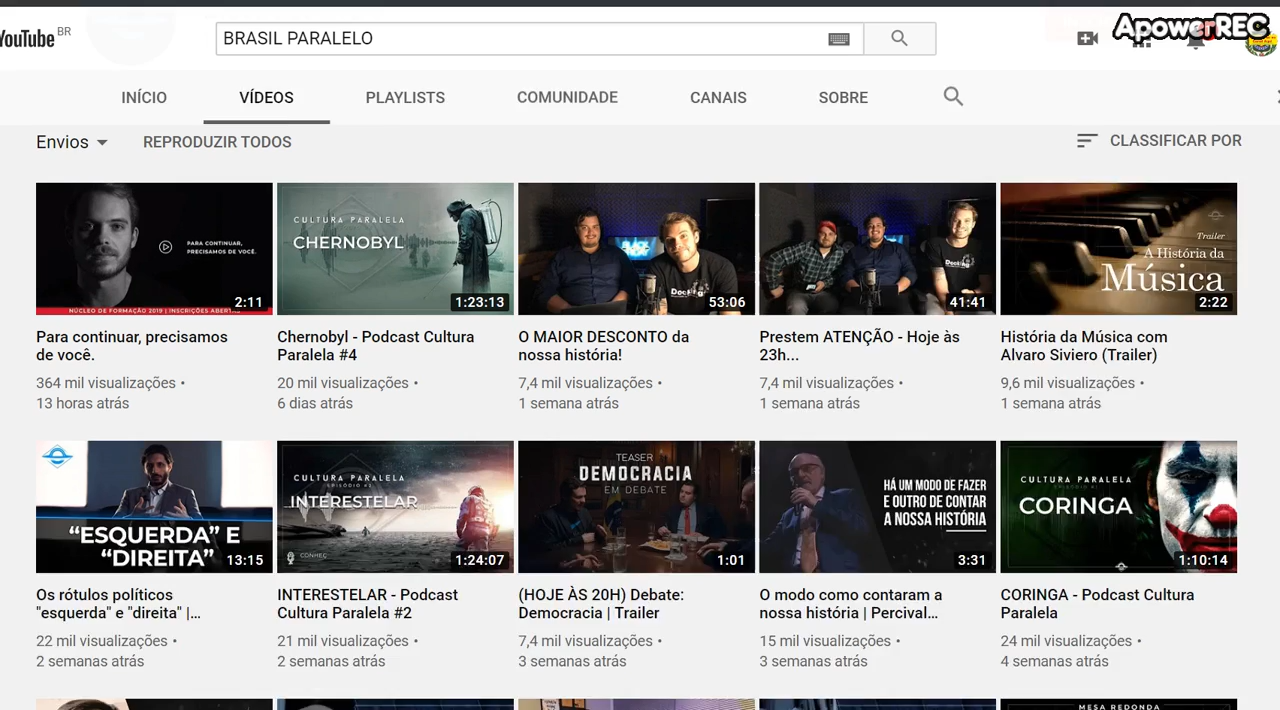 YouTube BR
BRASIL PARALELO
ApowerREC
INÍCIO
VÍDEOS
PLAYLISTS
COMUNIDADE
CANAIS
SOBRE
Envios
REPRODUZIR TODOS
CLASSIFICAR POR
PARA CONTINUAR,
PRECISAMOS
DE VOCÊ.
NÚCLEO DE FORMAÇÃO 2019 | INSCRIÇÕES ABERTAS
2:11
CULTURA PARALELA
CHERNOBYL
1:23:13
53:06
41:41
Trailer
A História da
Música
2:22
Para continuar, precisamos
de você.
364 mil visualizações •
13 horas atrás
Chernobyl - Podcast Cultura
Paralela #4
20 mil visualizações •
6 dias atrás
O MAIOR DESCONTO da
nossa história!
7,4 mil visualizações •
1 semana atrás
Prestem ATENÇÃO - Hoje às
23h...
7,4 mil visualizações •
1 semana atrás
História da Música com
Alvaro Siviero (Trailer)
9,6 mil visualizações •
1 semana atrás
“ESQUERDA” E
“DIREITA”
13:15
CULTURA PARALELA
INTERESTELAR
1:24:07
TEASER
DEMOCRACIA
EM DEBATE
1:01
HÁ UM MODO DE FAZER
E OUTRO DE CONTAR
A NOSSA HISTÓRIA
3:31
CULTURA PARALELA
CORINGA
1:10:14
Os rótulos políticos
"esquerda" e "direita" |...
22 mil visualizações •
2 semanas atrás
INTERESTELAR - Podcast
Cultura Paralela #2
21 mil visualizações •
2 semanas atrás
(HOJE ÀS 20H) Debate:
Democracia | Trailer
7,4 mil visualizações •
3 semanas atrás
O modo como contaram a
nossa história | Percival...
15 mil visualizações •
3 semanas atrás
CORINGA - Podcast Cultura
Paralela
24 mil visualizações •
4 semanas atrás
MESA REDONDA